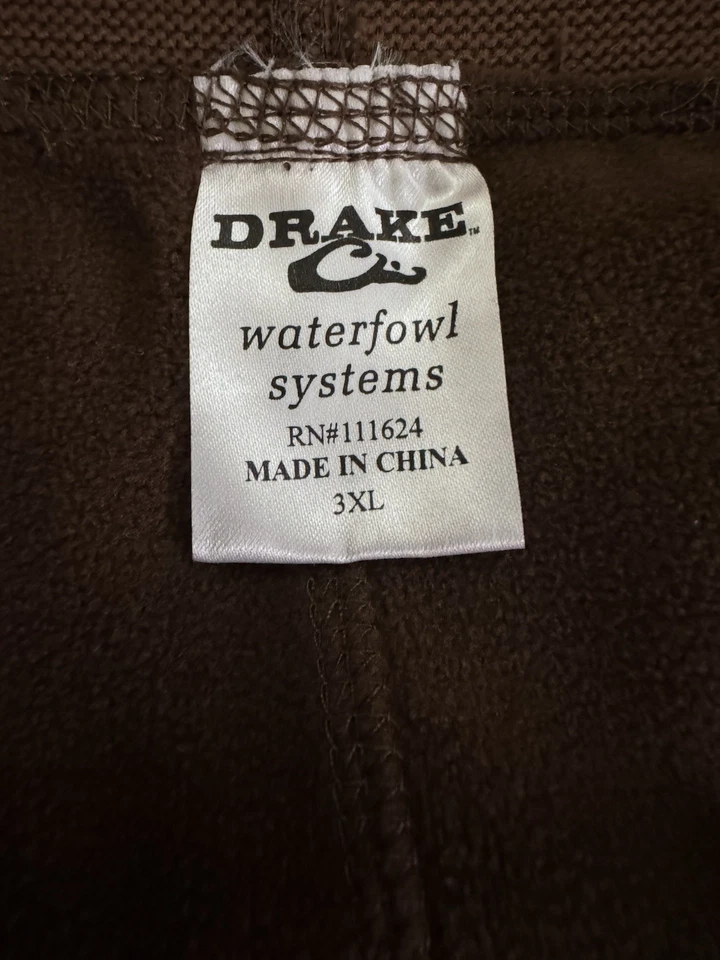 DRAKE™
waterfowl
systems
RN#111624
MADE IN CHINA
3XL